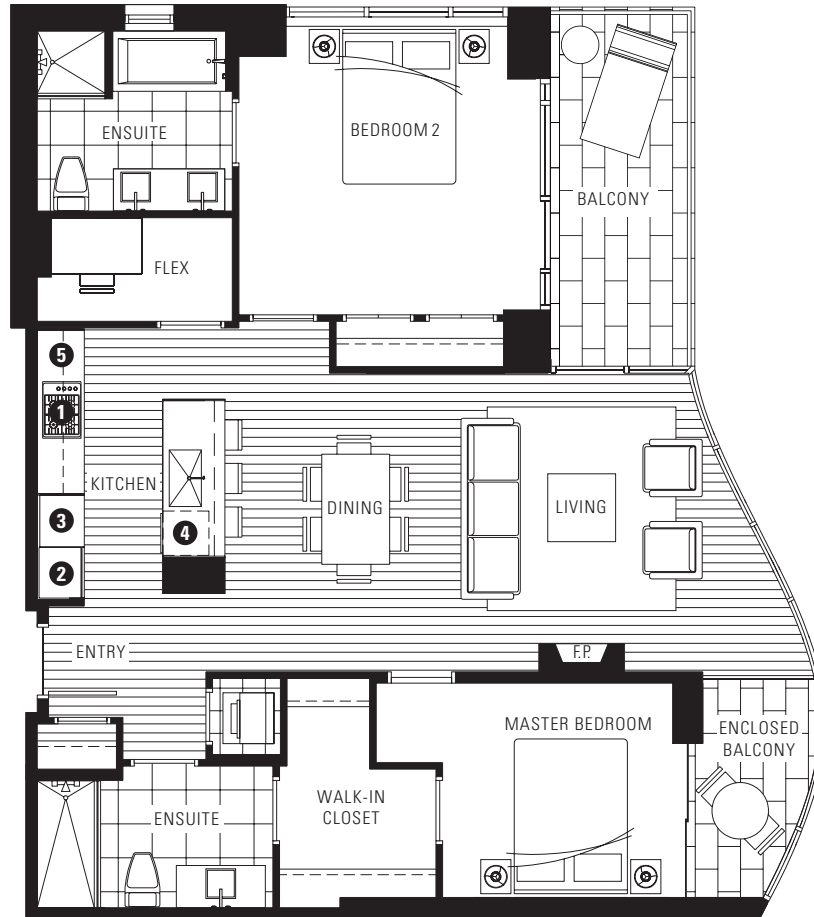 ENSUITE
BEDROOM 2
BALCONY
FLEX
5
1
KITCHEN
3
4
2
DINING
LIVING
ENTRY
F.P.
MASTER BEDROOM
ENCLOSED
BALCONY
WALK-IN
CLOSET
ENSUITE